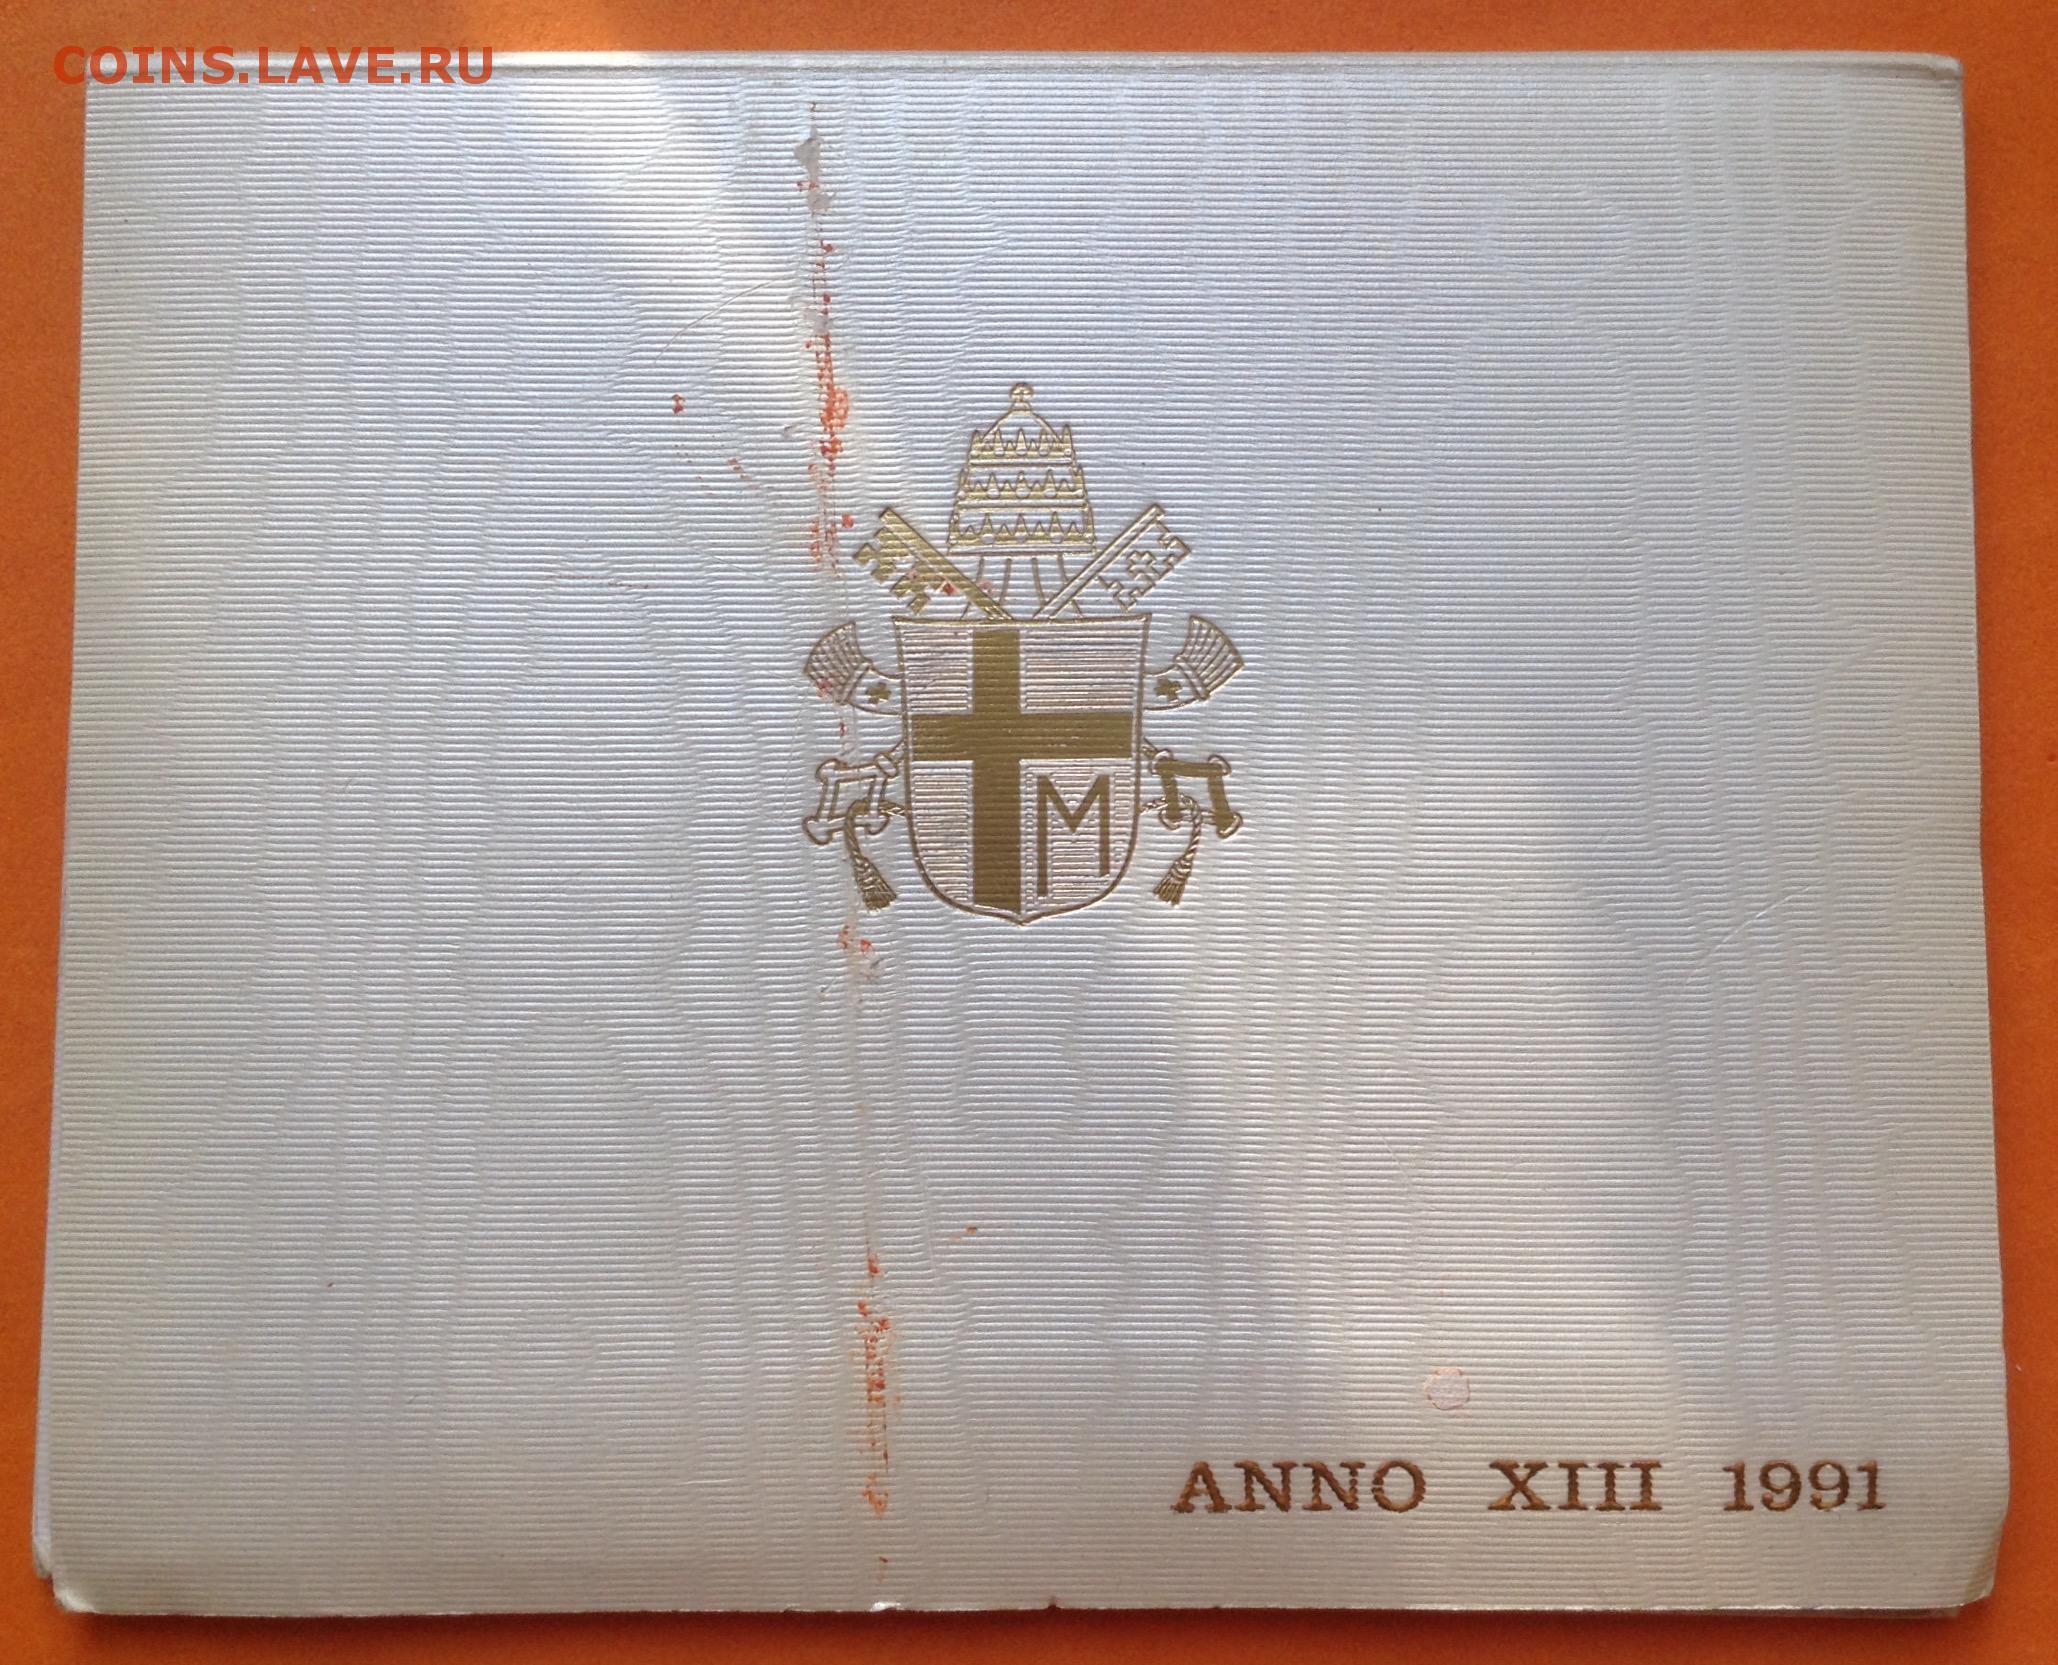 COINS.LAVE.RU
M
ANNO XIII 1991